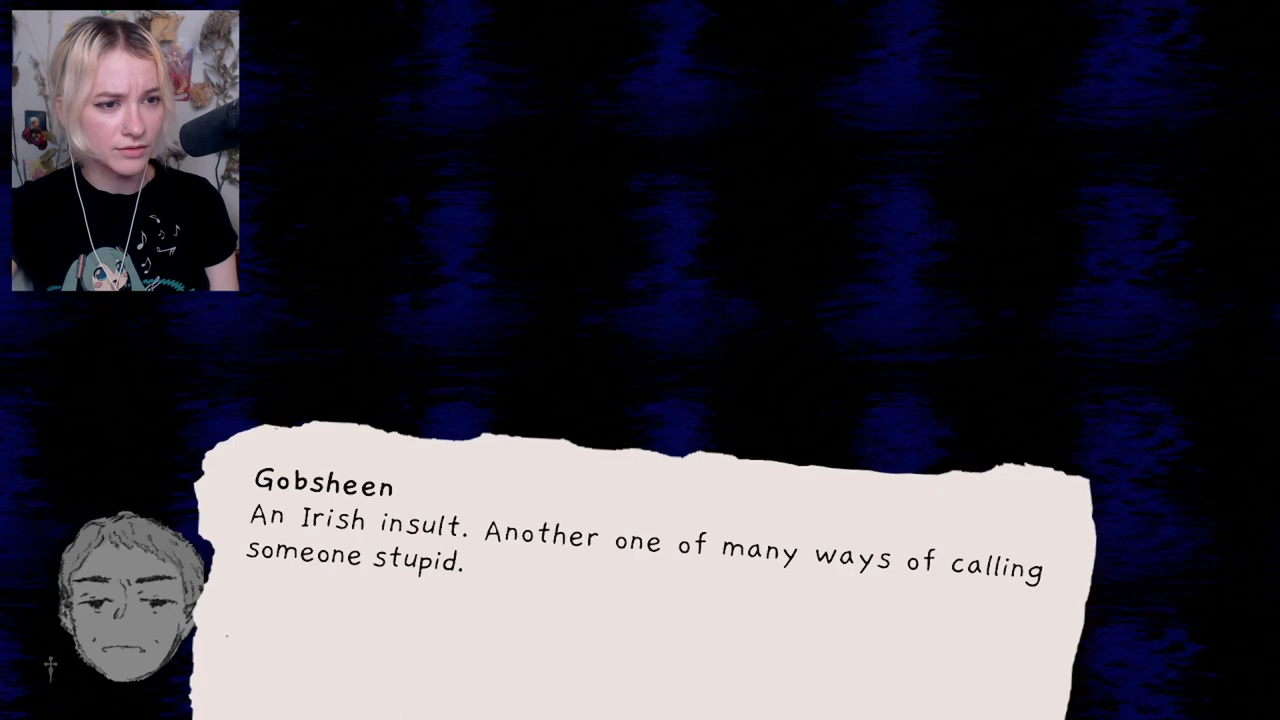 Gobsheen
An Irish insult. Another one of many ways of calling
someone stupid.